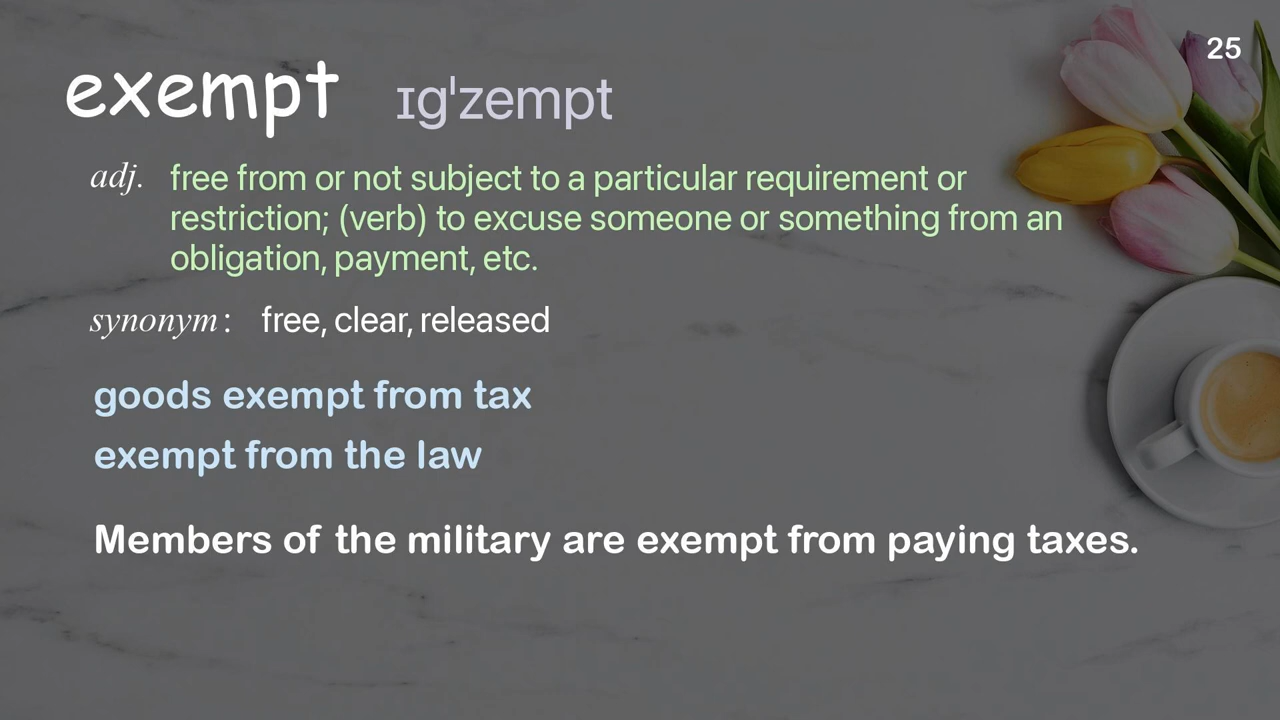 25
exempt ɪgˈzempt
adj. free from or not subject to a particular requirement or
restriction; (verb) to excuse someone or something from an
obligation, payment, etc.
synonym : free, clear, released
goods exempt from tax
exempt from the law
Members of the military are exempt from paying taxes.